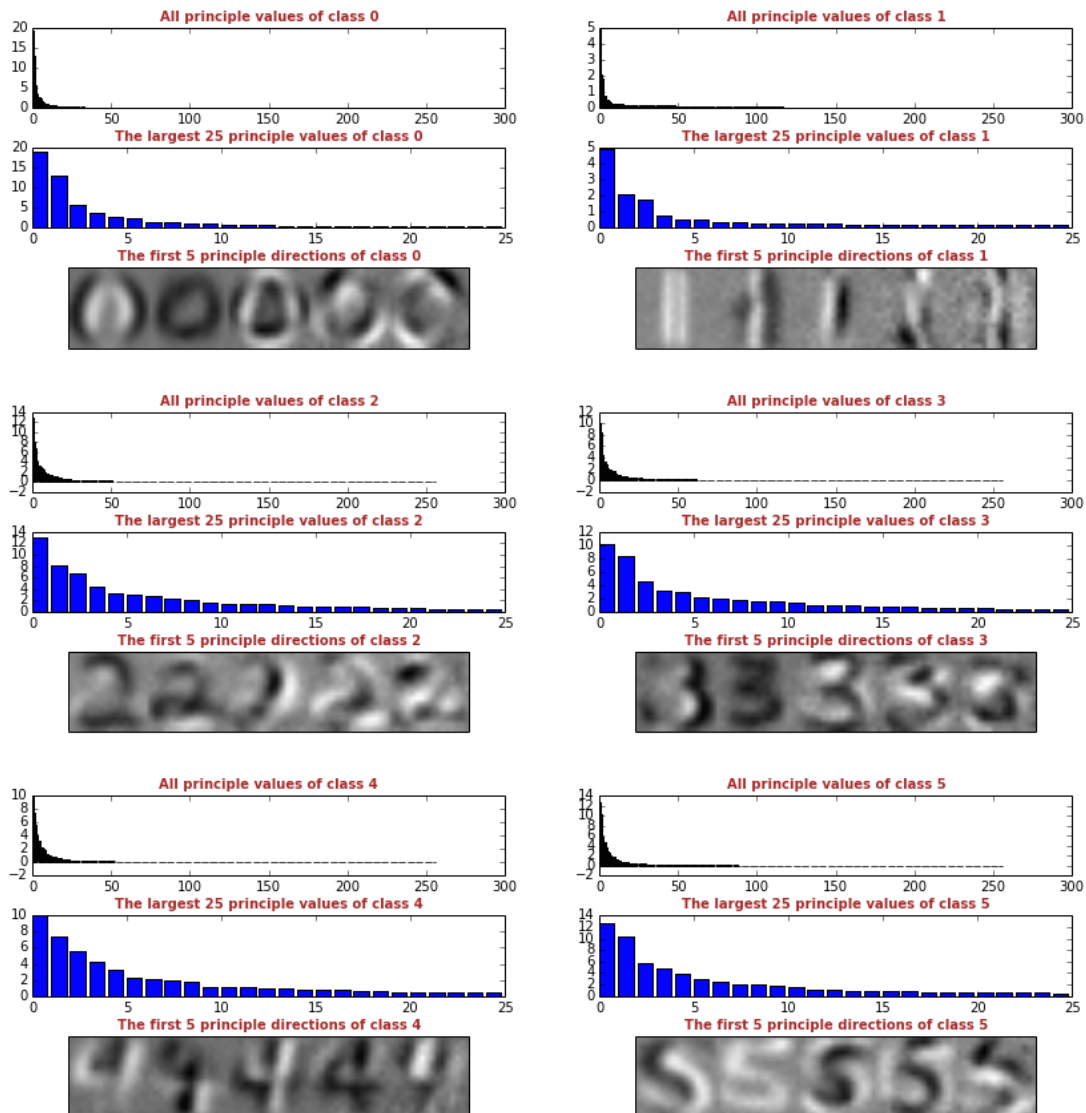 All principle values of class 0
20
15
10
5
0
0 50 100 150 200 250 300
The largest 25 principle values of class 0
20
15
10
5
0
0 5 10 15 20 25
The first 5 principle directions of class 0
All principle values of class 1
5
4
3
2
1
0
0 50 100 150 200 250 300
The largest 25 principle values of class 1
5
4
3
2
1
0
0 5 10 15 20 25
The first 5 principle directions of class 1
All principle values of class 2
14
12
10
8
6
4
2
0
−2
0 50 100 150 200 250 300
The largest 25 principle values of class 2
14
12
10
8
6
4
2
0
0 5 10 15 20 25
The first 5 principle directions of class 2
All principle values of class 3
12
10
8
6
4
2
0
−2
0 50 100 150 200 250 300
The largest 25 principle values of class 3
12
10
8
6
4
2
0
0 5 10 15 20 25
The first 5 principle directions of class 3
All principle values of class 4
10
8
6
4
2
0
−2
0 50 100 150 200 250 300
The largest 25 principle values of class 4
10
8
6
4
2
0
0 5 10 15 20 25
The first 5 principle directions of class 4
All principle values of class 5
14
12
10
8
6
4
2
0
−2
0 50 100 150 200 250 300
The largest 25 principle values of class 5
14
12
10
8
6
4
2
0
0 5 10 15 20 25
The first 5 principle directions of class 5